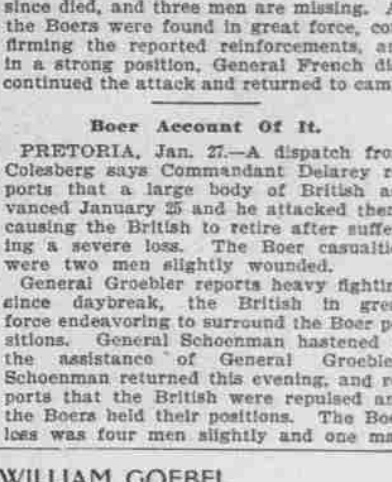 since died, and three men are missing. A
the Boers were found in great force, co
firming the reported reinforcements, a
in a strong position, General French di
continued the attack and returned to cam
Boer Account Of It.
PRETORIA, Jan. 27.—A dispatch fro
Colesberg says Commandant Delarey r
ports that a large body of British a
vanced January 25 and he attacked the
causing the British to retire after suffe
ing a severe loss. The Boer casualti
were two men slightly wounded.
General Groebler reports heavy fightin
since daybreak, the British in gre
force endeavoring to surround the Boer p
sitions. General Schoenman hastened
the assistance of General Groeble
Schoenman returned this evening, and r
ports that the British were repulsed an
the Boers held their positions. The Boe
loss was four men slightly and one ma
WILLIAM GOEBEL